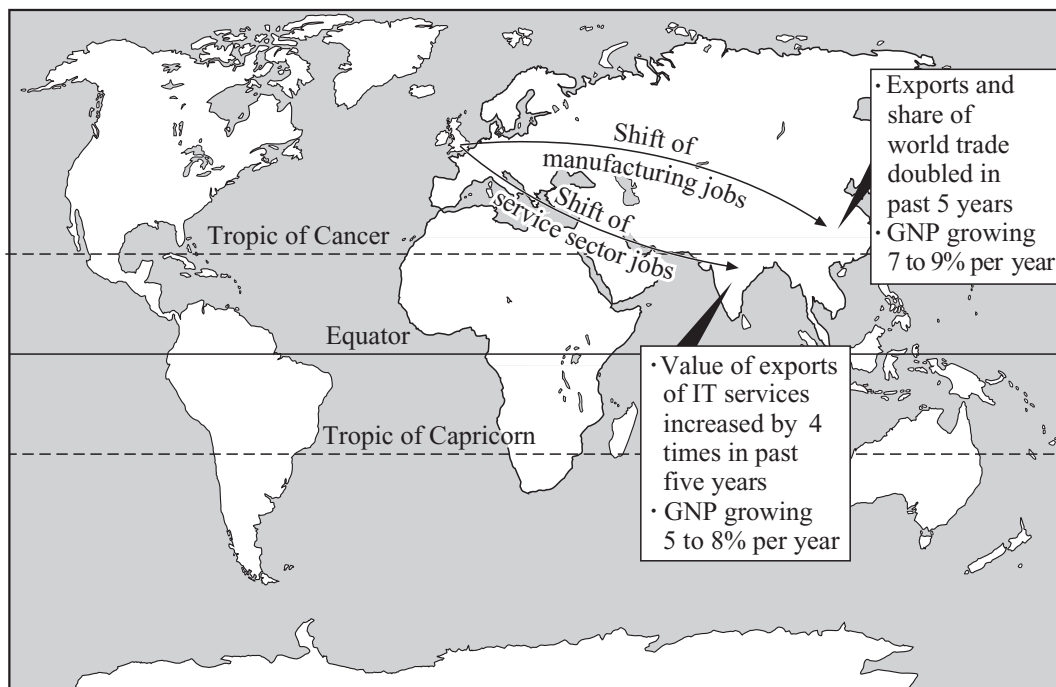 · Exports and
share of
world trade
doubled in
past 5 years
· GNP growing
7 to 9% per year
Shift of
manufacturing jobs
Shift of
service sector jobs
Tropic of Cancer
Equator
· Value of exports
of IT services
increased by 4
times in past
five years
· GNP growing
5 to 8% per year
Tropic of Capricorn